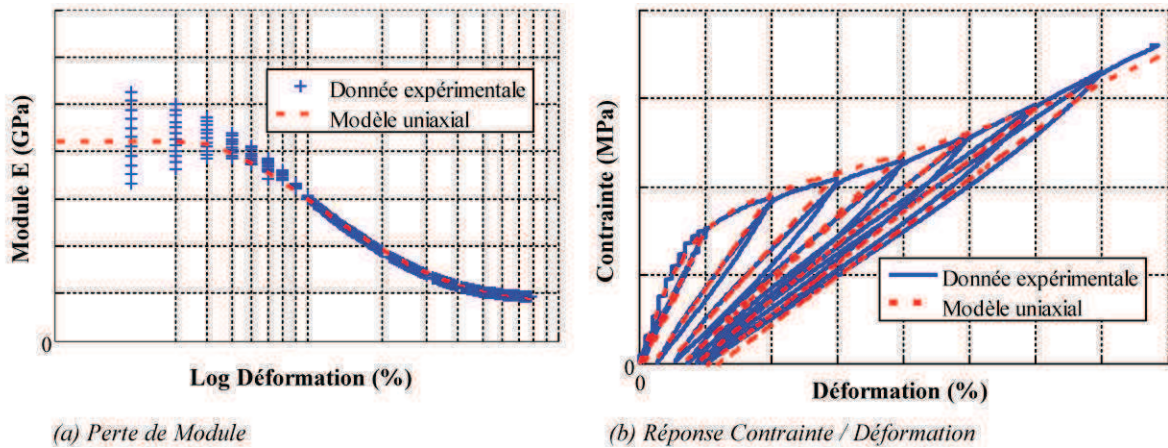 Module E (GPa)
Donnée expérimentale
Modèle uniaxial
0
Log Déformation (%)
(a) Perte de Module
Contrainte (MPa)
Donnée expérimentale
Modèle uniaxial
0
0
Déformation (%)
(b) Réponse Contrainte / Déformation